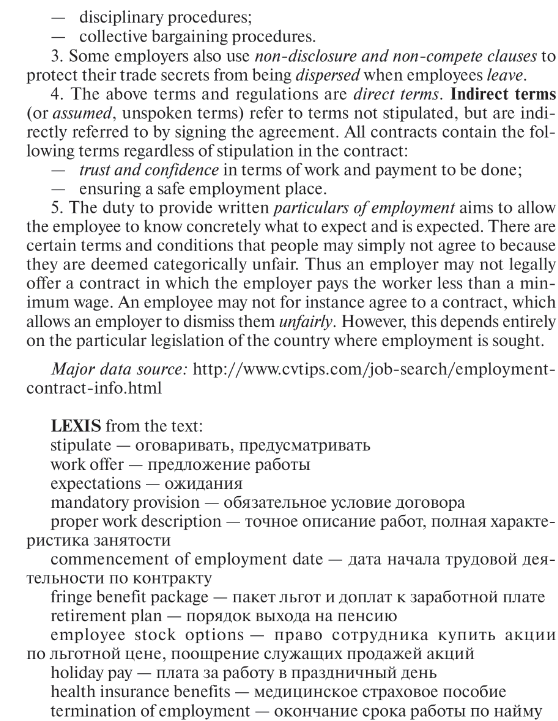 — disciplinary procedures;
— collective bargaining procedures.
3. Some employers also use non-disclosure and non-compete clauses to
protect their trade secrets from being dispersed when employees leave.
4. The above terms and regulations are direct terms. Indirect terms
(or assumed, unspoken terms) refer to terms not stipulated, but are indi-
rectly referred to by signing the agreement. All contracts contain the fol-
lowing terms regardless of stipulation in the contract:
— trust and confidence in terms of work and payment to be done;
— ensuring a safe employment place.
5. The duty to provide written particulars of employment aims to allow
the employee to know concretely what to expect and is expected. There are
certain terms and conditions that people may simply not agree to because
they are deemed categorically unfair. Thus an employer may not legally
offer a contract in which the employer pays the worker less than a min-
imum wage. An employee may not for instance agree to a contract, which
allows an employer to dismiss them unfairly. However, this depends entirely
on the particular legislation of the country where employment is sought.
Major data source: http://www.cvtips.com/job-search/employment-
contract-info.html
LEXIS from the text:
stipulate — оговаривать, предусматривать
work offer — предложение работы
expectations — ожидания
mandatory provision — обязательное условие договора
proper work description — точное описание работ, полная характе-
ристика занятости
commencement of employment date — дата начала трудовой дея-
тельности по контракту
fringe benefit package — пакет льгот и доплат к заработной плате
retirement plan — порядок выхода на пенсию
employee stock options — право сотрудника купить акции
по льготной цене, поощрение служащих продажей акций
holiday pay — плата за работу в праздничный день
health insurance benefits — медицинское страховое пособие
termination of employment — окончание срока работы по найму